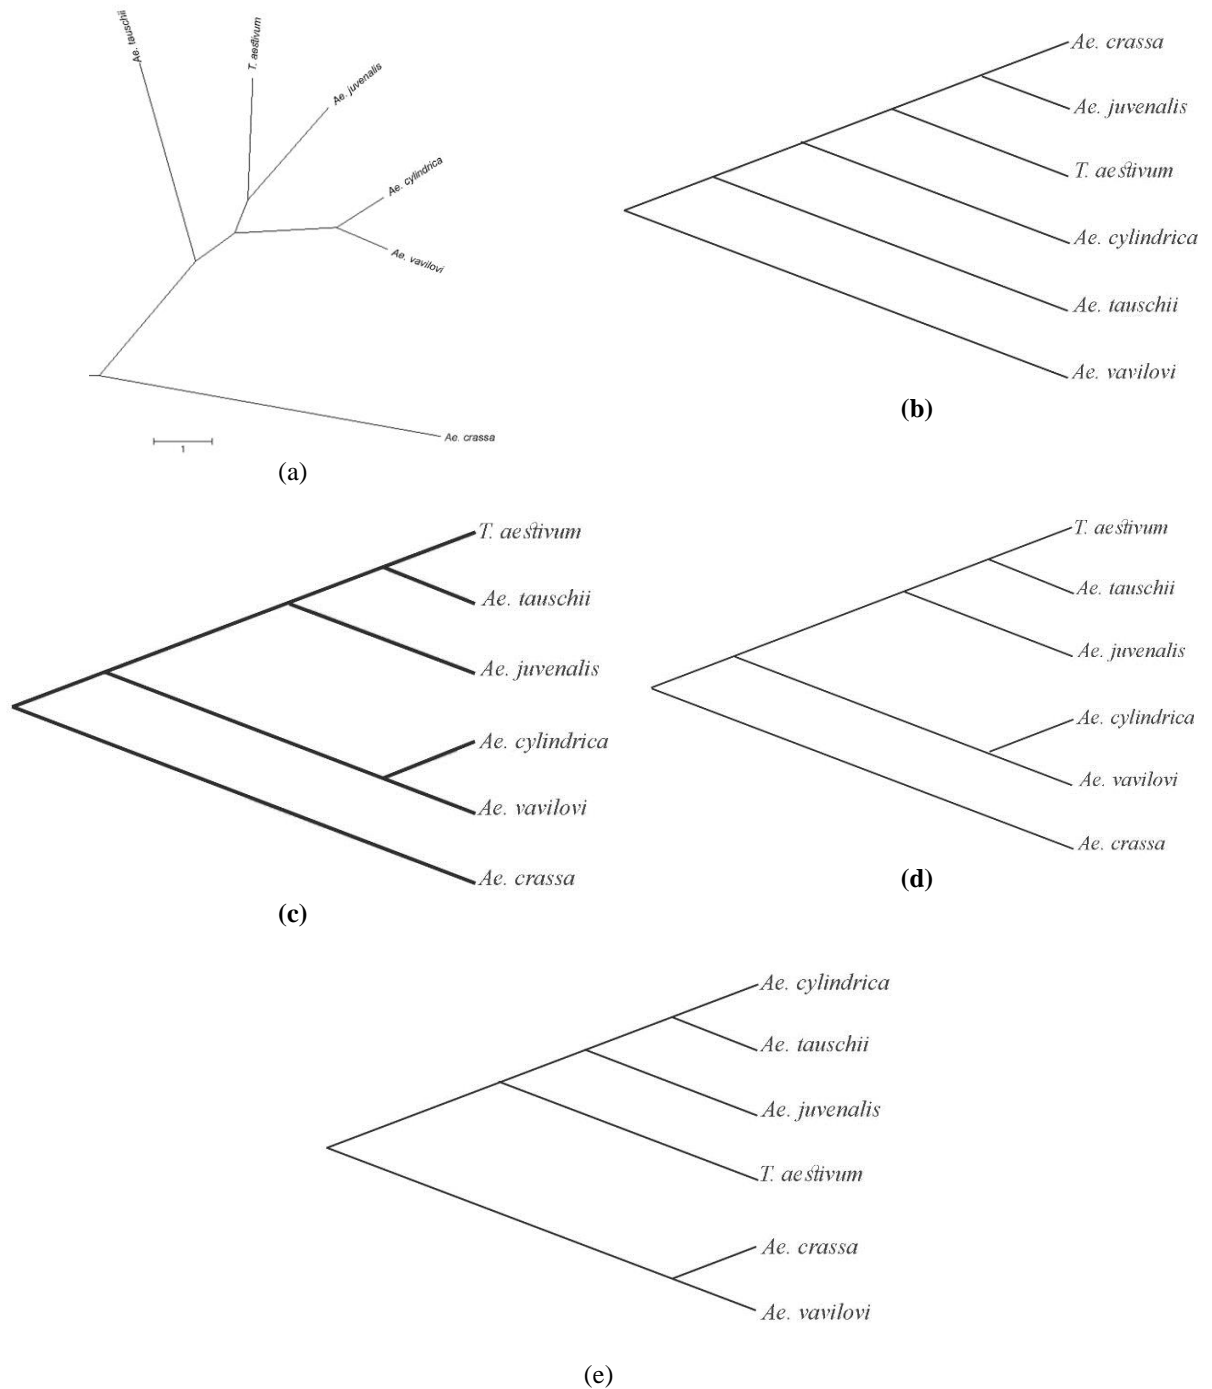 Ae. tauschii
T. aestivum
Ae. juvenalis
Ae. cylindrica
Ae. vavilovi
Ae. crassa
1
(a)
Ae. crassa
Ae. juvenalis
T. aestivum
Ae. cylindrica
Ae. tauschii
Ae. vavilovi
(b)
T. aestivum
Ae. tauschii
Ae. juvenalis
Ae. cylindrica
Ae. vavilovi
Ae. crassa
(c)
T. aestivum
Ae. tauschii
Ae. juvenalis
Ae. cylindrica
Ae. vavilovi
Ae. crassa
(d)
Ae. cylindrica
Ae. tauschii
Ae. juvenalis
T. aestivum
Ae. crassa
Ae. vavilovi
(e)